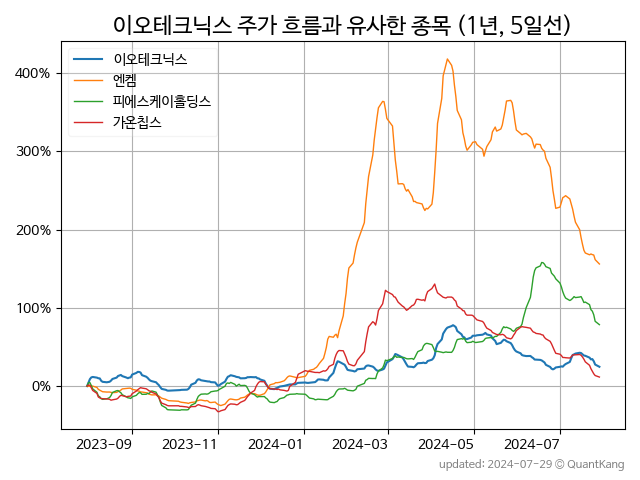 이오테크닉스 주가 흐름과 유사한 종목 (1년, 5일선)
이오테크닉스
엔켐
피에스케이홀딩스
가온칩스
400%
300%
200%
100%
0%
2023-09 2023-11 2024-01 2024-03 2024-05 2024-07
updated: 2024-07-29 © QuantKang